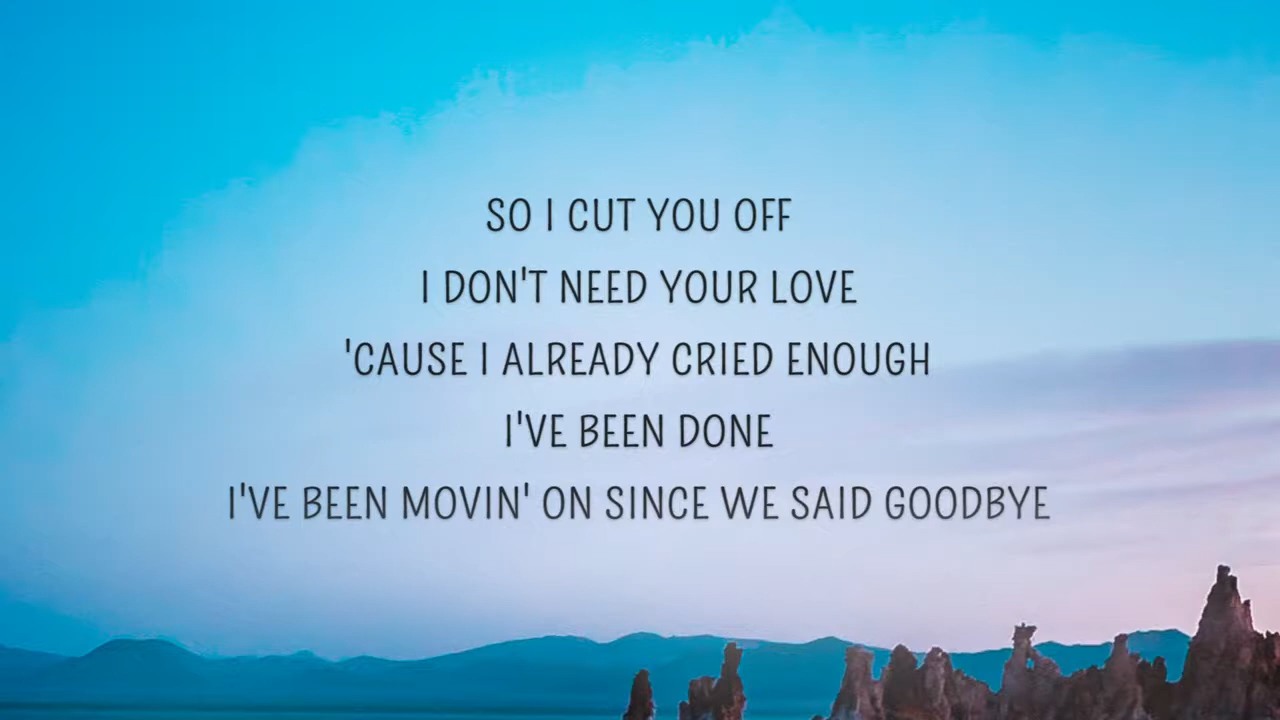 SO I CUT YOU OFF
I DON'T NEED YOUR LOVE
'CAUSE I ALREADY CRIED ENOUGH
I'VE BEEN DONE
I'VE BEEN MOVIN' ON SINCE WE SAID GOODBYE